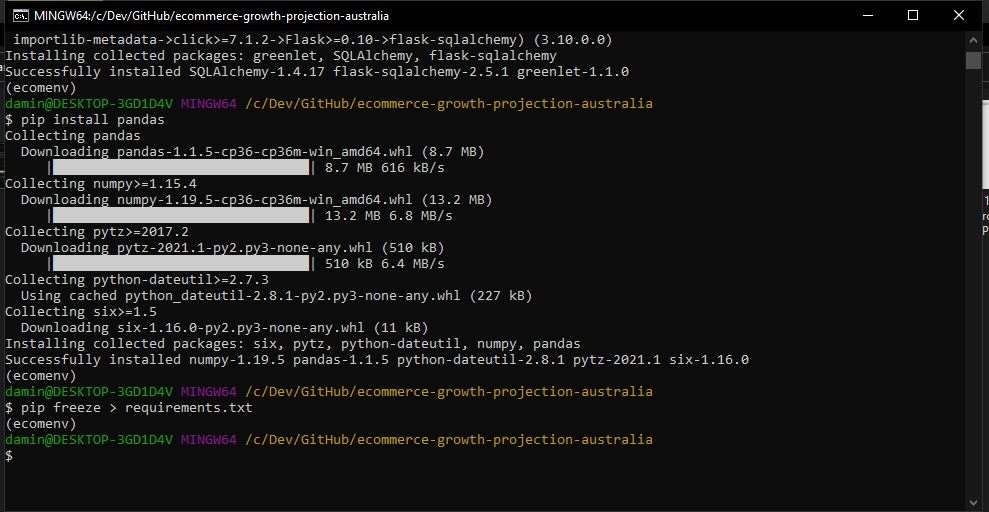 MINGW64:/c/Dev/GitHub/ecommerce-growth-projection-australia
importlib-metadata->click>=7.1.2->Flask>=0.10->flask-sqlalchemy) (3.10.0.0)
Installing collected packages: greenlet, SQLAlchemy, flask-sqlalchemy
Successfully installed SQLAlchemy-1.4.17 flask-sqlalchemy-2.5.1 greenlet-1.1.0
(ecomenv)
damin@DESKTOP-3GD1D4V MINGW64 /c/Dev/GitHub/ecommerce-growth-projection-australia
$ pip install pandas
Collecting pandas
  Downloading pandas-1.1.5-cp36-cp36m-win_amd64.whl (8.7 MB)
     |████████████████████████████████| 8.7 MB 616 kB/s
Collecting numpy>=1.15.4
  Downloading numpy-1.19.5-cp36-cp36m-win_amd64.whl (13.2 MB)
     |████████████████████████████████| 13.2 MB 6.8 MB/s
Collecting pytz>=2017.2
  Downloading pytz-2021.1-py2.py3-none-any.whl (510 kB)
     |████████████████████████████████| 510 kB 6.4 MB/s
Collecting python-dateutil>=2.7.3
  Using cached python_dateutil-2.8.1-py2.py3-none-any.whl (227 kB)
Collecting six>=1.5
  Downloading six-1.16.0-py2.py3-none-any.whl (11 kB)
Installing collected packages: six, pytz, python-dateutil, numpy, pandas
Successfully installed numpy-1.19.5 pandas-1.1.5 python-dateutil-2.8.1 pytz-2021.1 six-1.16.0
(ecomenv)
damin@DESKTOP-3GD1D4V MINGW64 /c/Dev/GitHub/ecommerce-growth-projection-australia
$ pip freeze > requirements.txt
(ecomenv)
damin@DESKTOP-3GD1D4V MINGW64 /c/Dev/GitHub/ecommerce-growth-projection-australia
$